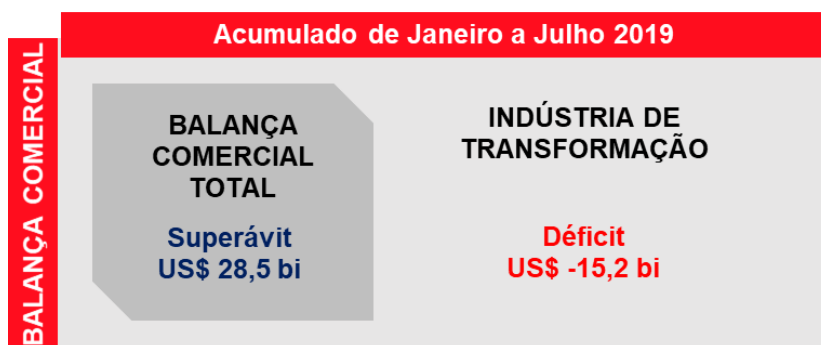 Acumulado de Janeiro a Julho 2019
BALANÇA COMERCIAL
BALANÇA
COMERCIAL
TOTAL
Superávit
US$ 28,5 bi
INDÚSTRIA DE
TRANSFORMAÇÃO
Déficit
US$ -15,2 bi